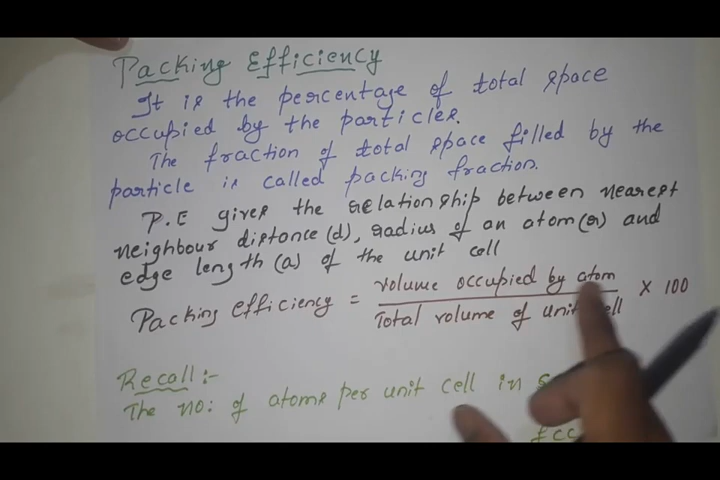 Packing Efficiency
It is the percentage of total space
occupied by the particles.
The fraction of total space filled by the
particle is called packing fraction.
P.E gives the relationship between nearest
neighbour distance (d), radius of an atom (r) and
edge length (a) of the unit cell
Packing efficiency = volume occupied by atom × 100
Total volume of unit cell
Recall :-
The no: of atoms per unit cell in
fcc